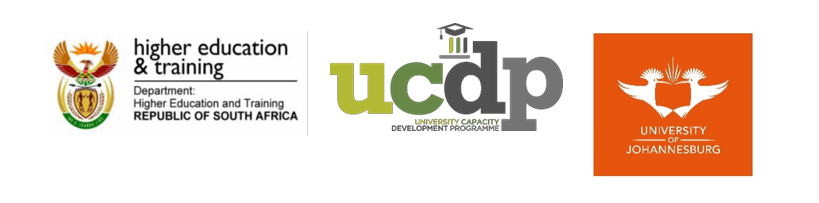 higher education
& training
Department:
Higher Education and Training
REPUBLIC OF SOUTH AFRICA
ucdp
UNIVERSITY CAPACITY
DEVELOPMENT PROGRAMME
UNIVERSITY
OF
JOHANNESBURG